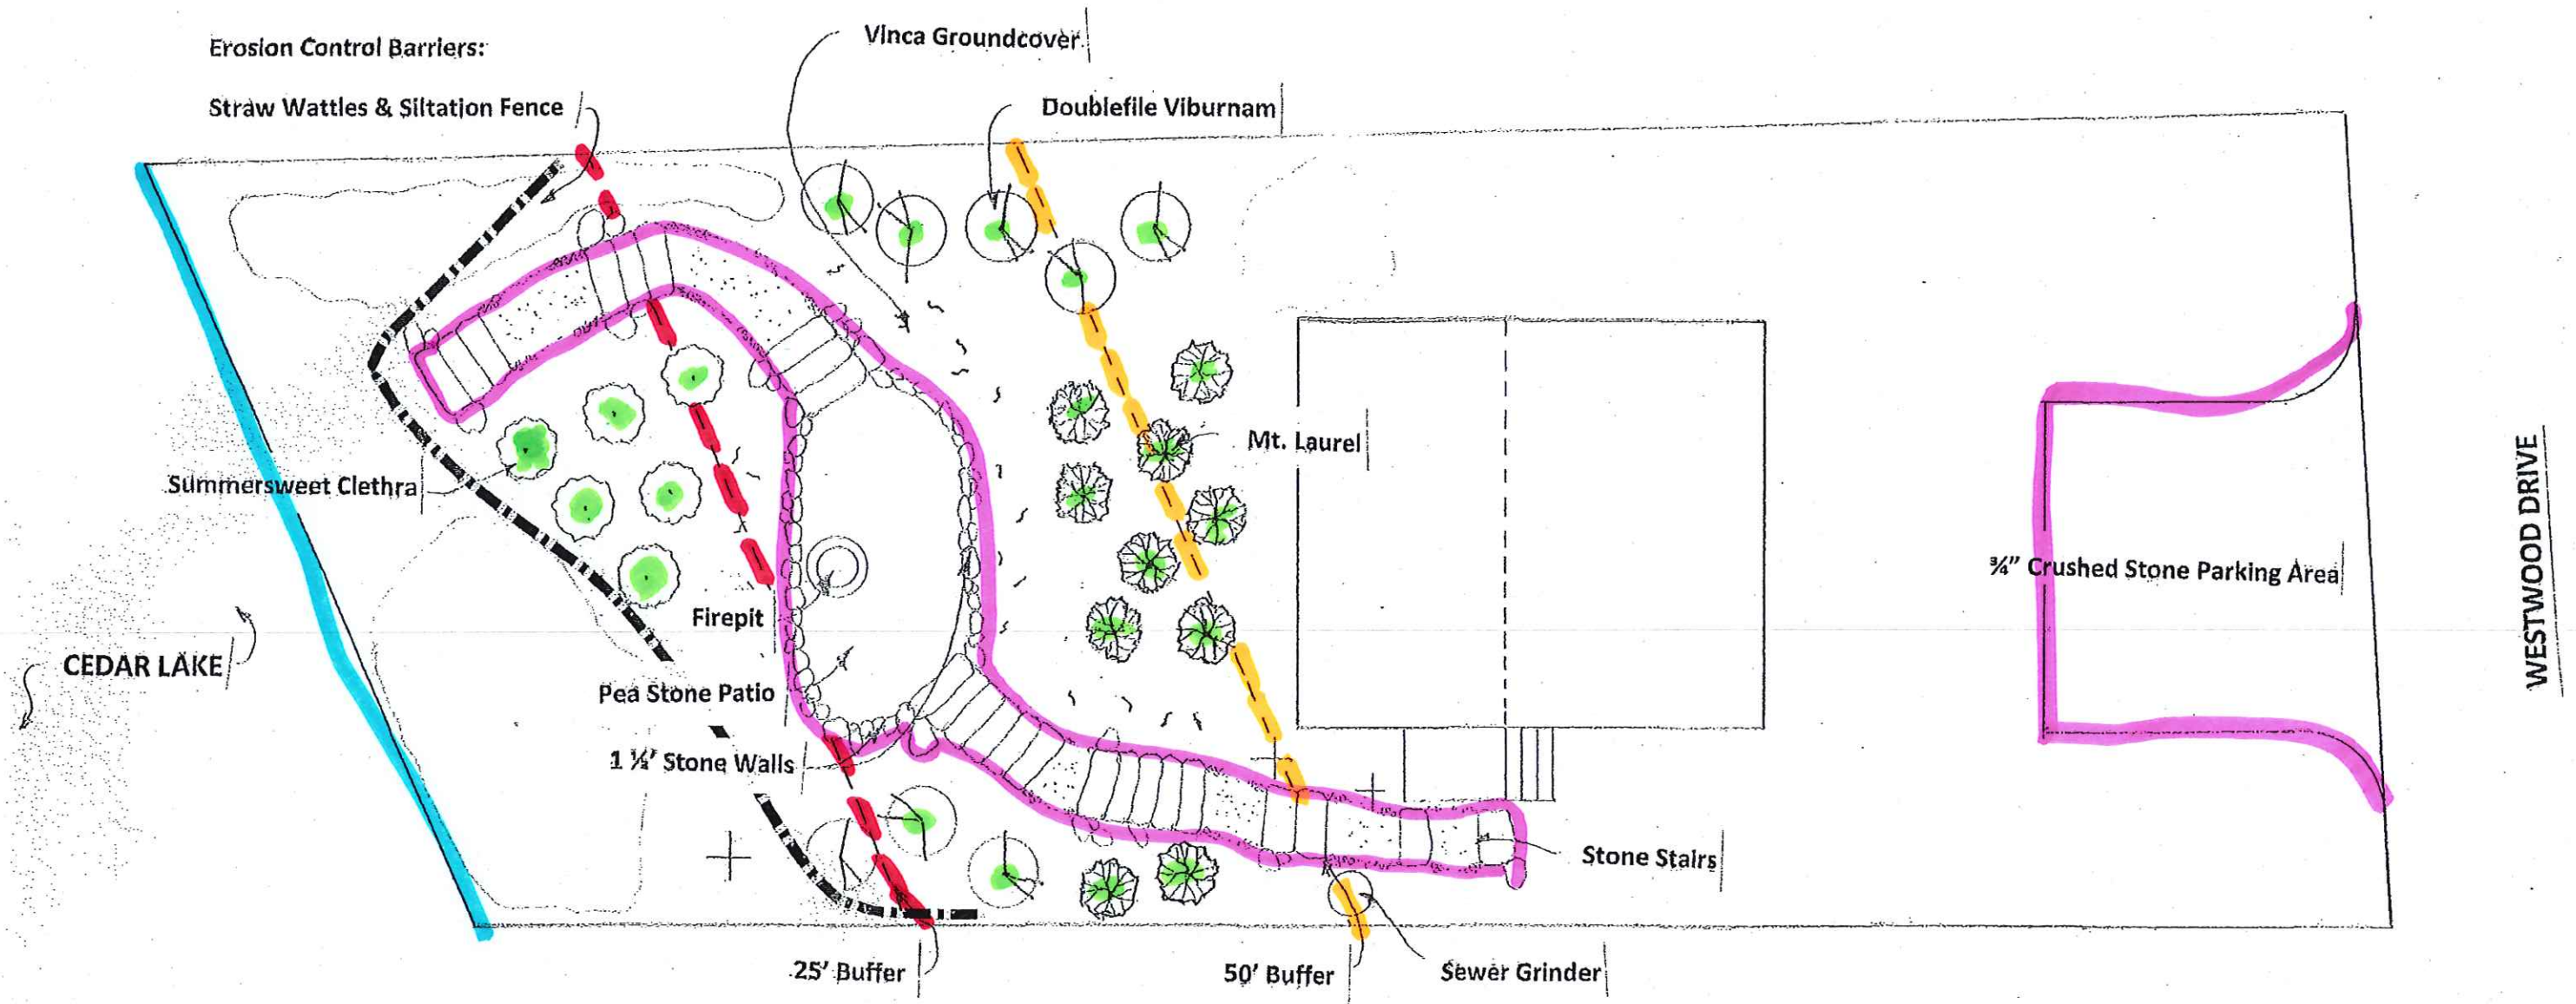 Erosion Control Barriers:
Straw Wattles & Siltation Fence
Vinca Groundcover
Doublefile Viburnam
Mt. Laurel
Summersweet Clethra
¾" Crushed Stone Parking Area
WESTWOOD DRIVE
Firepit
CEDAR LAKE
Pea Stone Patio
1 ½' Stone Walls
Stone Stairs
25' Buffer
50' Buffer
Sewer Grinder